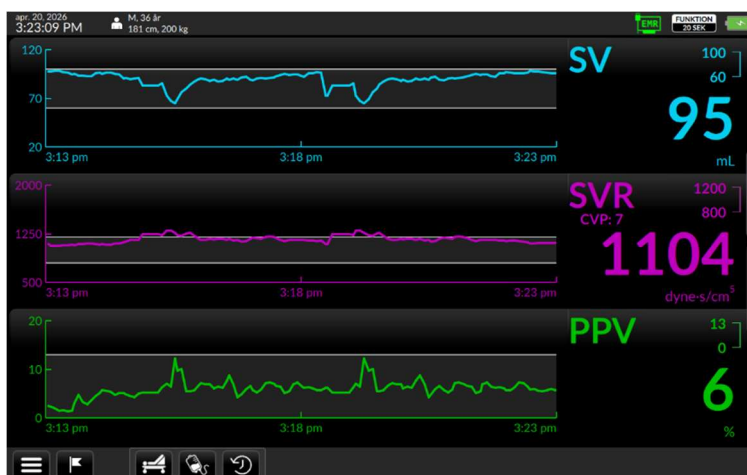 apr. 20, 2026
3:23:09 PM
M, 36 år
181 cm, 200 kg
EMR
FUNKTION
20 SEK
120
70
20
3:13 pm
3:18 pm
3:23 pm
SV
100
60
95
mL
2000
1250
500
3:13 pm
3:18 pm
3:23 pm
SVR
CVP: 7
1200
800
1104
dyne-s/cm⁵
20
10
0
3:13 pm
3:18 pm
3:23 pm
PPV
13
0
6
%